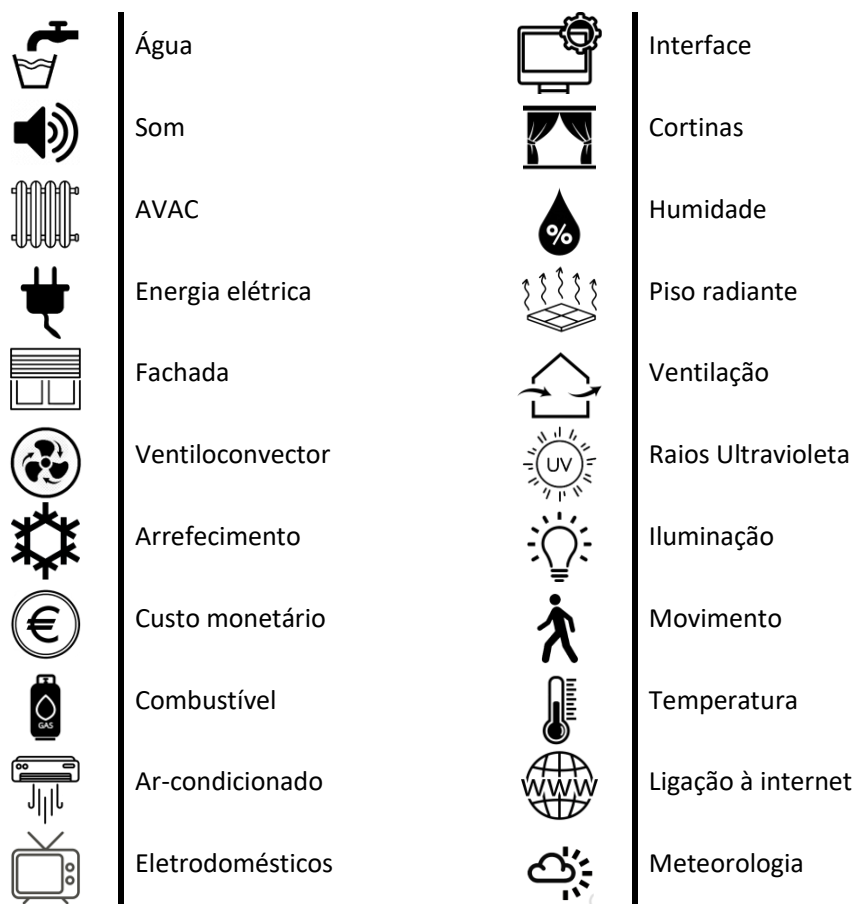 Água
Interface
Som
Cortinas
AVAC
%
Humidade
Energia elétrica
Piso radiante
Fachada
Ventilação
Ventiloconvector
UV
Raios Ultravioleta
Arrefecimento
Iluminação
€
Custo monetário
Movimento
GAS
Combustível
Temperatura
Ar-condicionado
WWW
Ligação à internet
Eletrodomésticos
Meteorologia